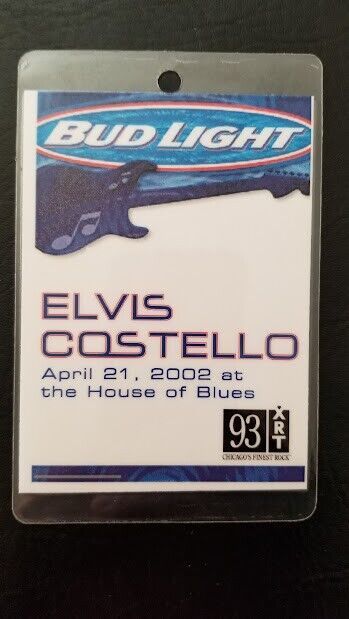 BUD LIGHT
ELVIS
COSTELLO
April 21, 2002 at
the House of Blues
93 XRT
CHICAGO'S FINEST ROCK